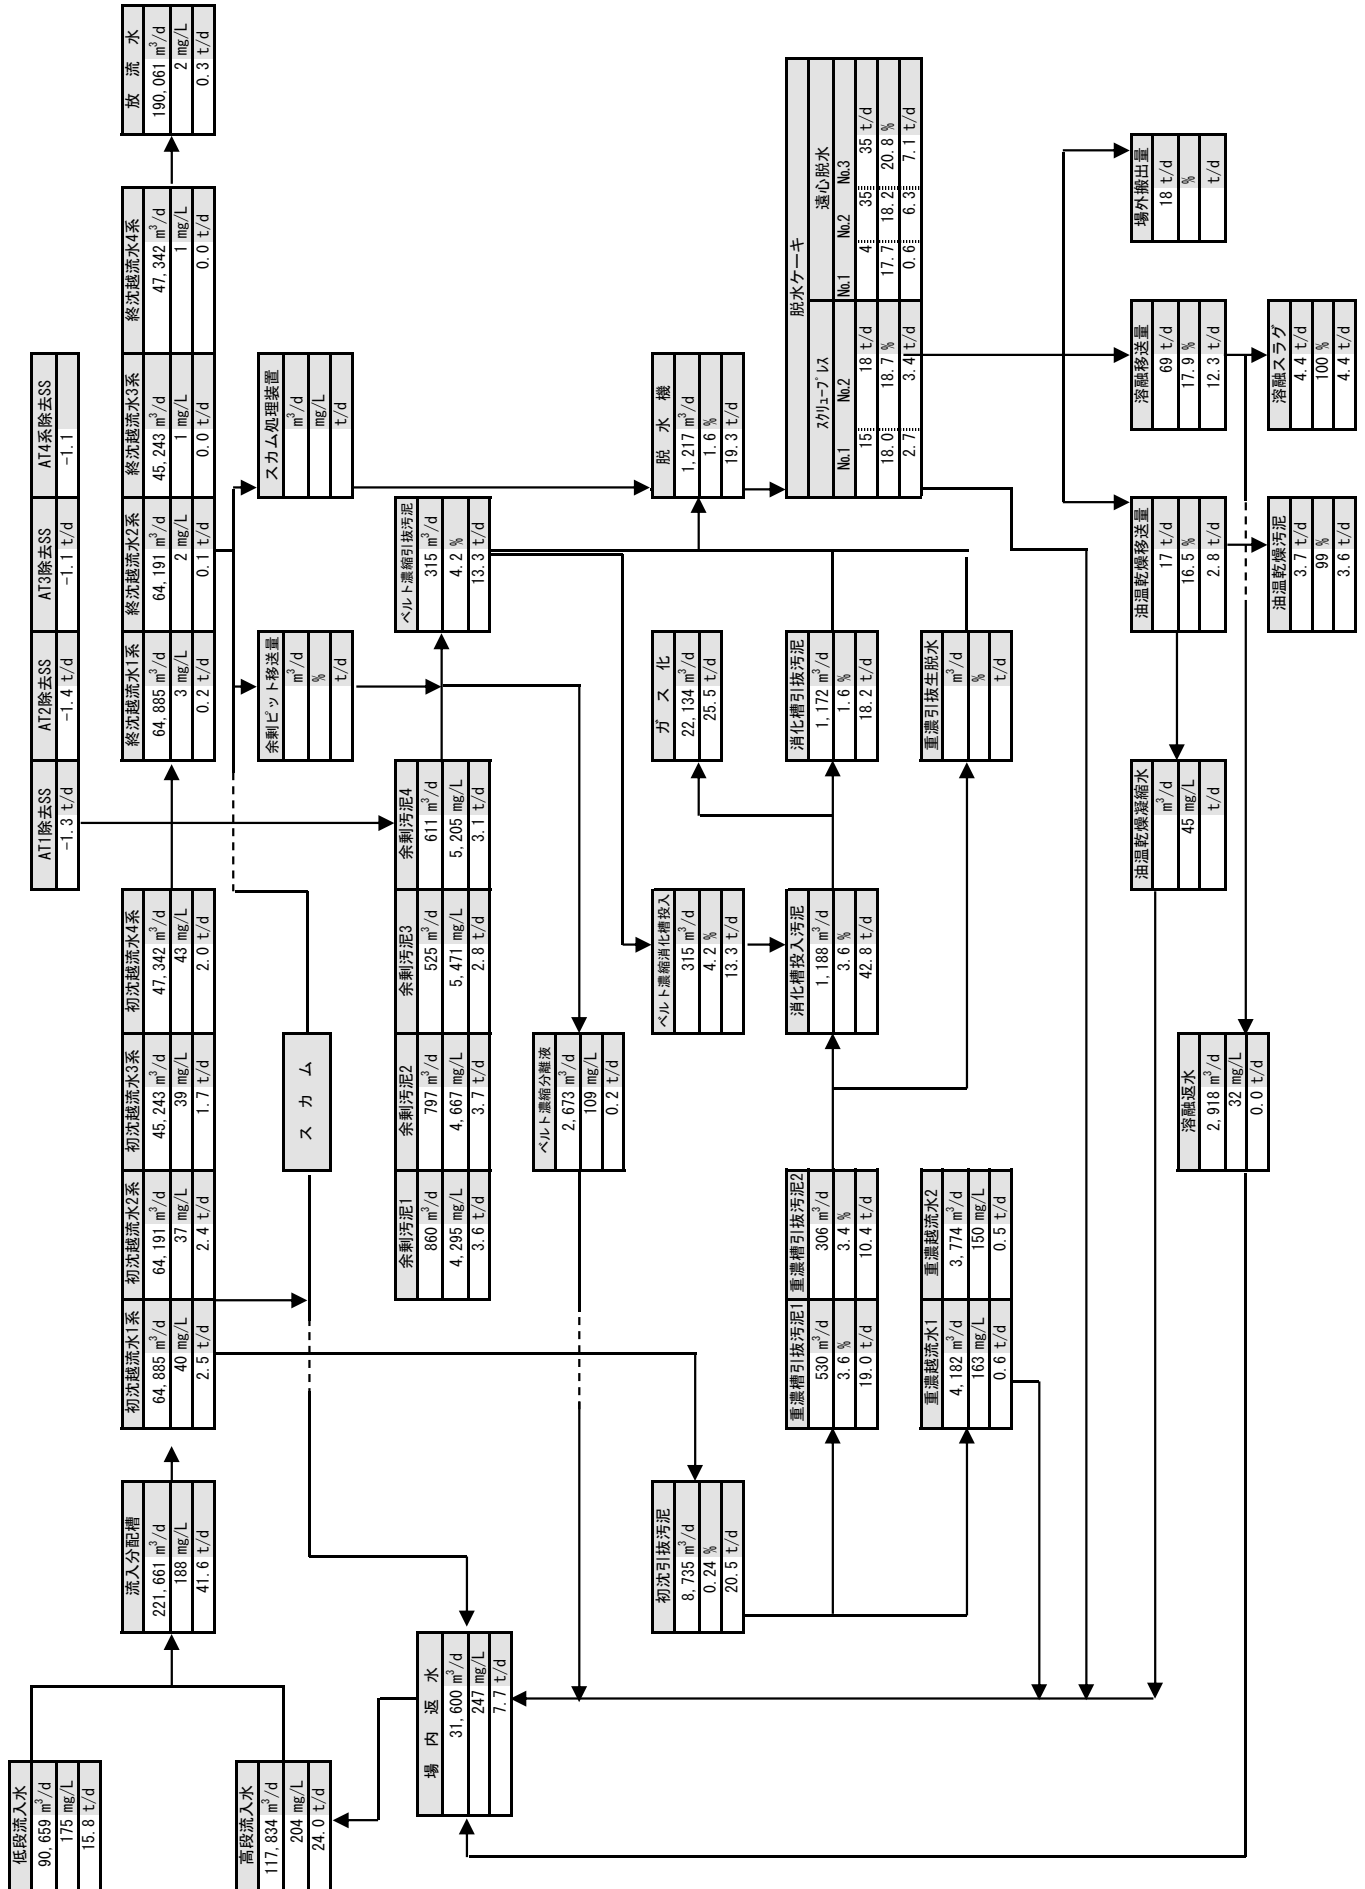 低段流入水
90,659 m³/d
175 mg/L
15.8 t/d
高段流入水
117,834 m³/d
204 mg/L
24.0 t/d
場内返水
31,600 m³/d
247 mg/L
7.7 t/d
流入分配槽
221,661 m³/d
188 mg/L
41.6 t/d
初沈越流水1系
64,885 m³/d
40 mg/L
2.5 t/d
初沈越流水2系
64,191 m³/d
37 mg/L
2.4 t/d
初沈越流水3系
45,243 m³/d
39 mg/L
1.7 t/d
初沈越流水4系
47,342 m³/d
43 mg/L
2.0 t/d
AT1除去SS
-1.3 t/d
AT2除去SS
-1.4 t/d
AT3除去SS
-1.1 t/d
AT4系除去SS
-1.1
終沈越流水1系
64,885 m³/d
3 mg/L
0.2 t/d
終沈越流水2系
64,191 m³/d
2 mg/L
0.1 t/d
終沈越流水3系
45,243 m³/d
1 mg/L
0.0 t/d
終沈越流水4系
47,342 m³/d
1 mg/L
0.0 t/d
放流水
190,061 m³/d
2 mg/L
0.3 t/d
スカム
余剰ピット移送量
m³/d
%
t/d
スカム処理装置
m³/d
mg/L
t/d
余剰汚泥1
860 m³/d
4,295 mg/L
3.6 t/d
余剰汚泥2
797 m³/d
4,667 mg/L
3.7 t/d
余剰汚泥3
525 m³/d
5,471 mg/L
2.8 t/d
余剰汚泥4
611 m³/d
5,205 mg/L
3.1 t/d
ベルト濃縮引抜汚泥
315 m³/d
4.2 %
13.3 t/d
ベルト濃縮分離液
2,673 m³/d
109 mg/L
0.2 t/d
初沈引抜汚泥
8,735 m³/d
0.24 %
20.5 t/d
ベルト濃縮消化槽投入
315 m³/d
4.2 %
13.3 t/d
ガス化
22,134 m³/d
25.5 t/d
脱水機
1,217 m³/d
1.6 %
19.3 t/d
重濃槽引抜汚泥1
530 m³/d
3.6 %
19.0 t/d
重濃槽引抜汚泥2
306 m³/d
3.4 %
10.4 t/d
消化槽投入汚泥
1,188 m³/d
3.6 %
42.8 t/d
消化槽引抜汚泥
1,172 m³/d
1.6 %
18.2 t/d
脱水ケーキ
スクリュープレス
遠心脱水
No.1 No.2 No.1 No.2 No.3
15 18 t/d 4 35 35 t/d
18.0 18.7 % 17.7 18.2 20.8 %
2.7 3.4 t/d 0.6 6.3 7.1 t/d
重濃越流水1
4,182 m³/d
163 mg/L
0.6 t/d
重濃越流水2
3,774 m³/d
150 mg/L
0.5 t/d
重濃引抜生脱水
m³/d
%
t/d
油温乾燥凝縮水
m³/d
45 mg/L
t/d
油温乾燥移送量
17 t/d
16.5 %
2.8 t/d
溶融移送量
69 t/d
17.9 %
12.3 t/d
場外搬出量
18 t/d
%
t/d
溶融返水
2,918 m³/d
32 mg/L
0.0 t/d
油温乾燥汚泥
3.7 t/d
99 %
3.6 t/d
溶融スラグ
4.4 t/d
100 %
4.4 t/d